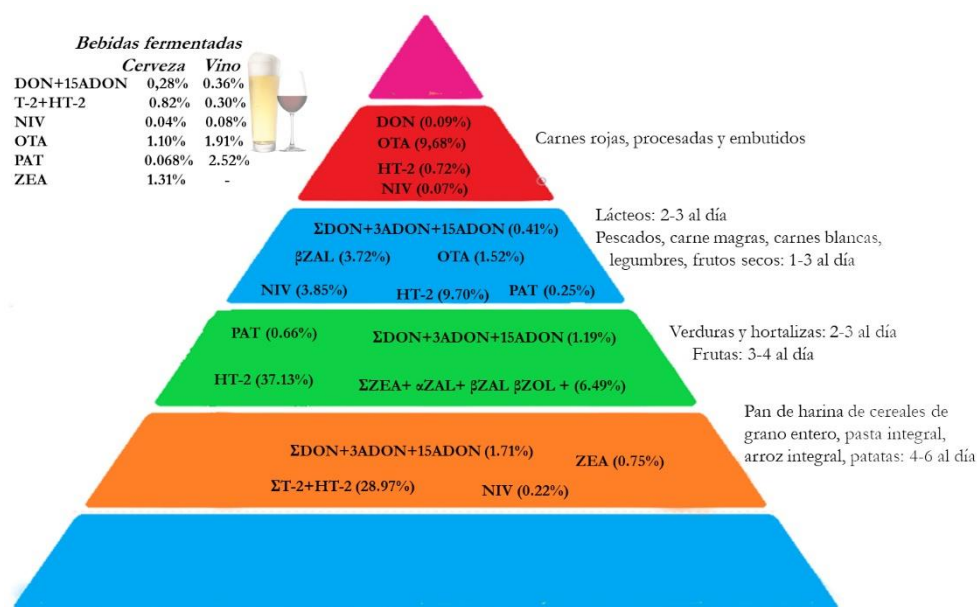 Bebidas fermentadas
Cerveza Vino
DON+15ADON 0,28% 0.36%
T-2+HT-2 0.82% 0.30%
NIV 0.04% 0.08%
OTA 1.10% 1.91%
PAT 0.068% 2.52%
ZEA 1.31% -
DON (0.09%)
OTA (9,68%)
HT-2 (0.72%)
NIV (0.07%)
Carnes rojas, procesadas y embutidos
ΣDON+3ADON+15ADON (0.41%)
βZAL (3.72%) OTA (1.52%)
NIV (3.85%) HT-2 (9.70%) PAT (0.25%)
Lácteos: 2-3 al día
Pescados, carne magras, carnes blancas,
legumbres, frutos secos: 1-3 al día
PAT (0.66%) ΣDON+3ADON+15ADON (1.19%)
HT-2 (37.13%) ΣZEA+ αZAL+ βZAL βZOL + (6.49%)
Verduras y hortalizas: 2-3 al día
Frutas: 3-4 al día
ΣDON+3ADON+15ADON (1.71%) ZEA (0.75%)
ΣT-2+HT-2 (28.97%) NIV (0.22%)
Pan de harina de cereales de
grano entero, pasta integral,
arroz integral, patatas: 4-6 al día